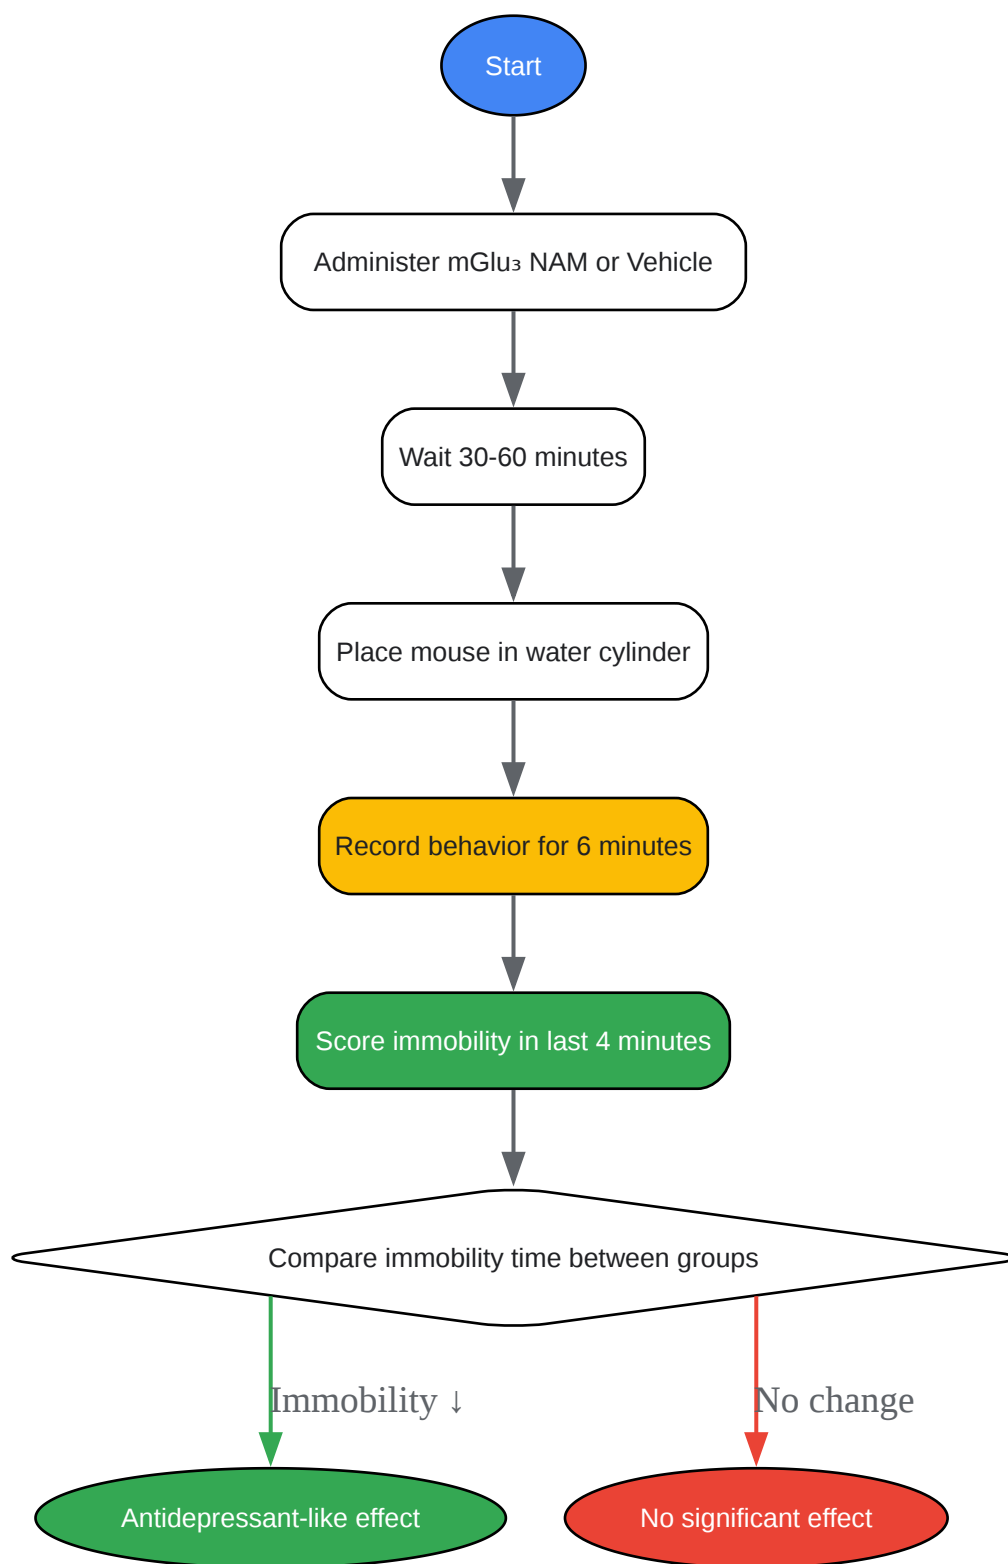 Start
Administer mGlu₃ NAM or Vehicle
Wait 30-60 minutes
Place mouse in water cylinder
Record behavior for 6 minutes
Score immobility in last 4 minutes
Compare immobility time between groups
Immobility ↓
No change
Antidepressant-like effect
No significant effect